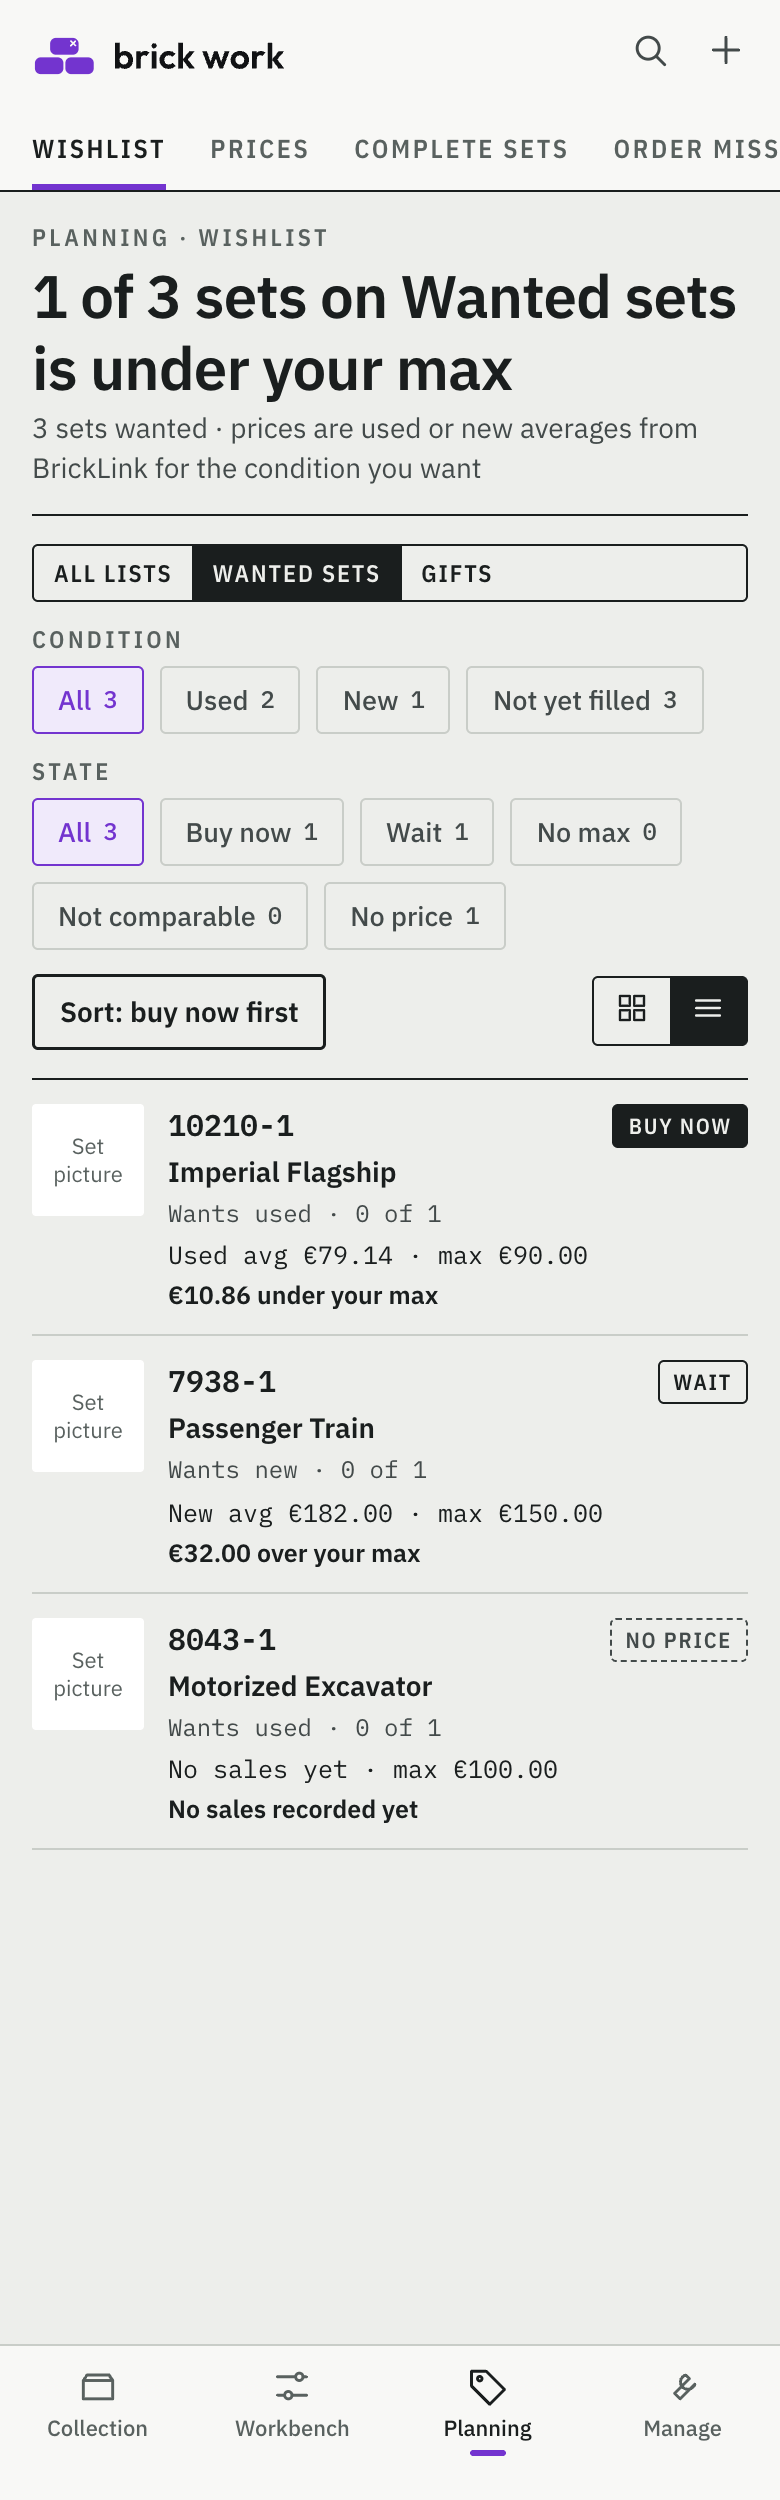 brick work
WISHLIST PRICES COMPLETE SETS ORDER MISS
PLANNING · WISHLIST
1 of 3 sets on Wanted sets
is under your max
3 sets wanted · prices are used or new averages from
BrickLink for the condition you want
ALL LISTS WANTED SETS GIFTS
CONDITION
All 3 Used 2 New 1 Not yet filled 3
STATE
All 3 Buy now 1 Wait 1 No max 0
Not comparable 0 No price 1
Sort: buy now first
Set
picture
10210-1 BUY NOW
Imperial Flagship
Wants used · 0 of 1
Used avg €79.14 · max €90.00
€10.86 under your max
Set
picture
7938-1 WAIT
Passenger Train
Wants new · 0 of 1
New avg €182.00 · max €150.00
€32.00 over your max
Set
picture
8043-1 NO PRICE
Motorized Excavator
Wants used · 0 of 1
No sales yet · max €100.00
No sales recorded yet
Collection Workbench Planning Manage